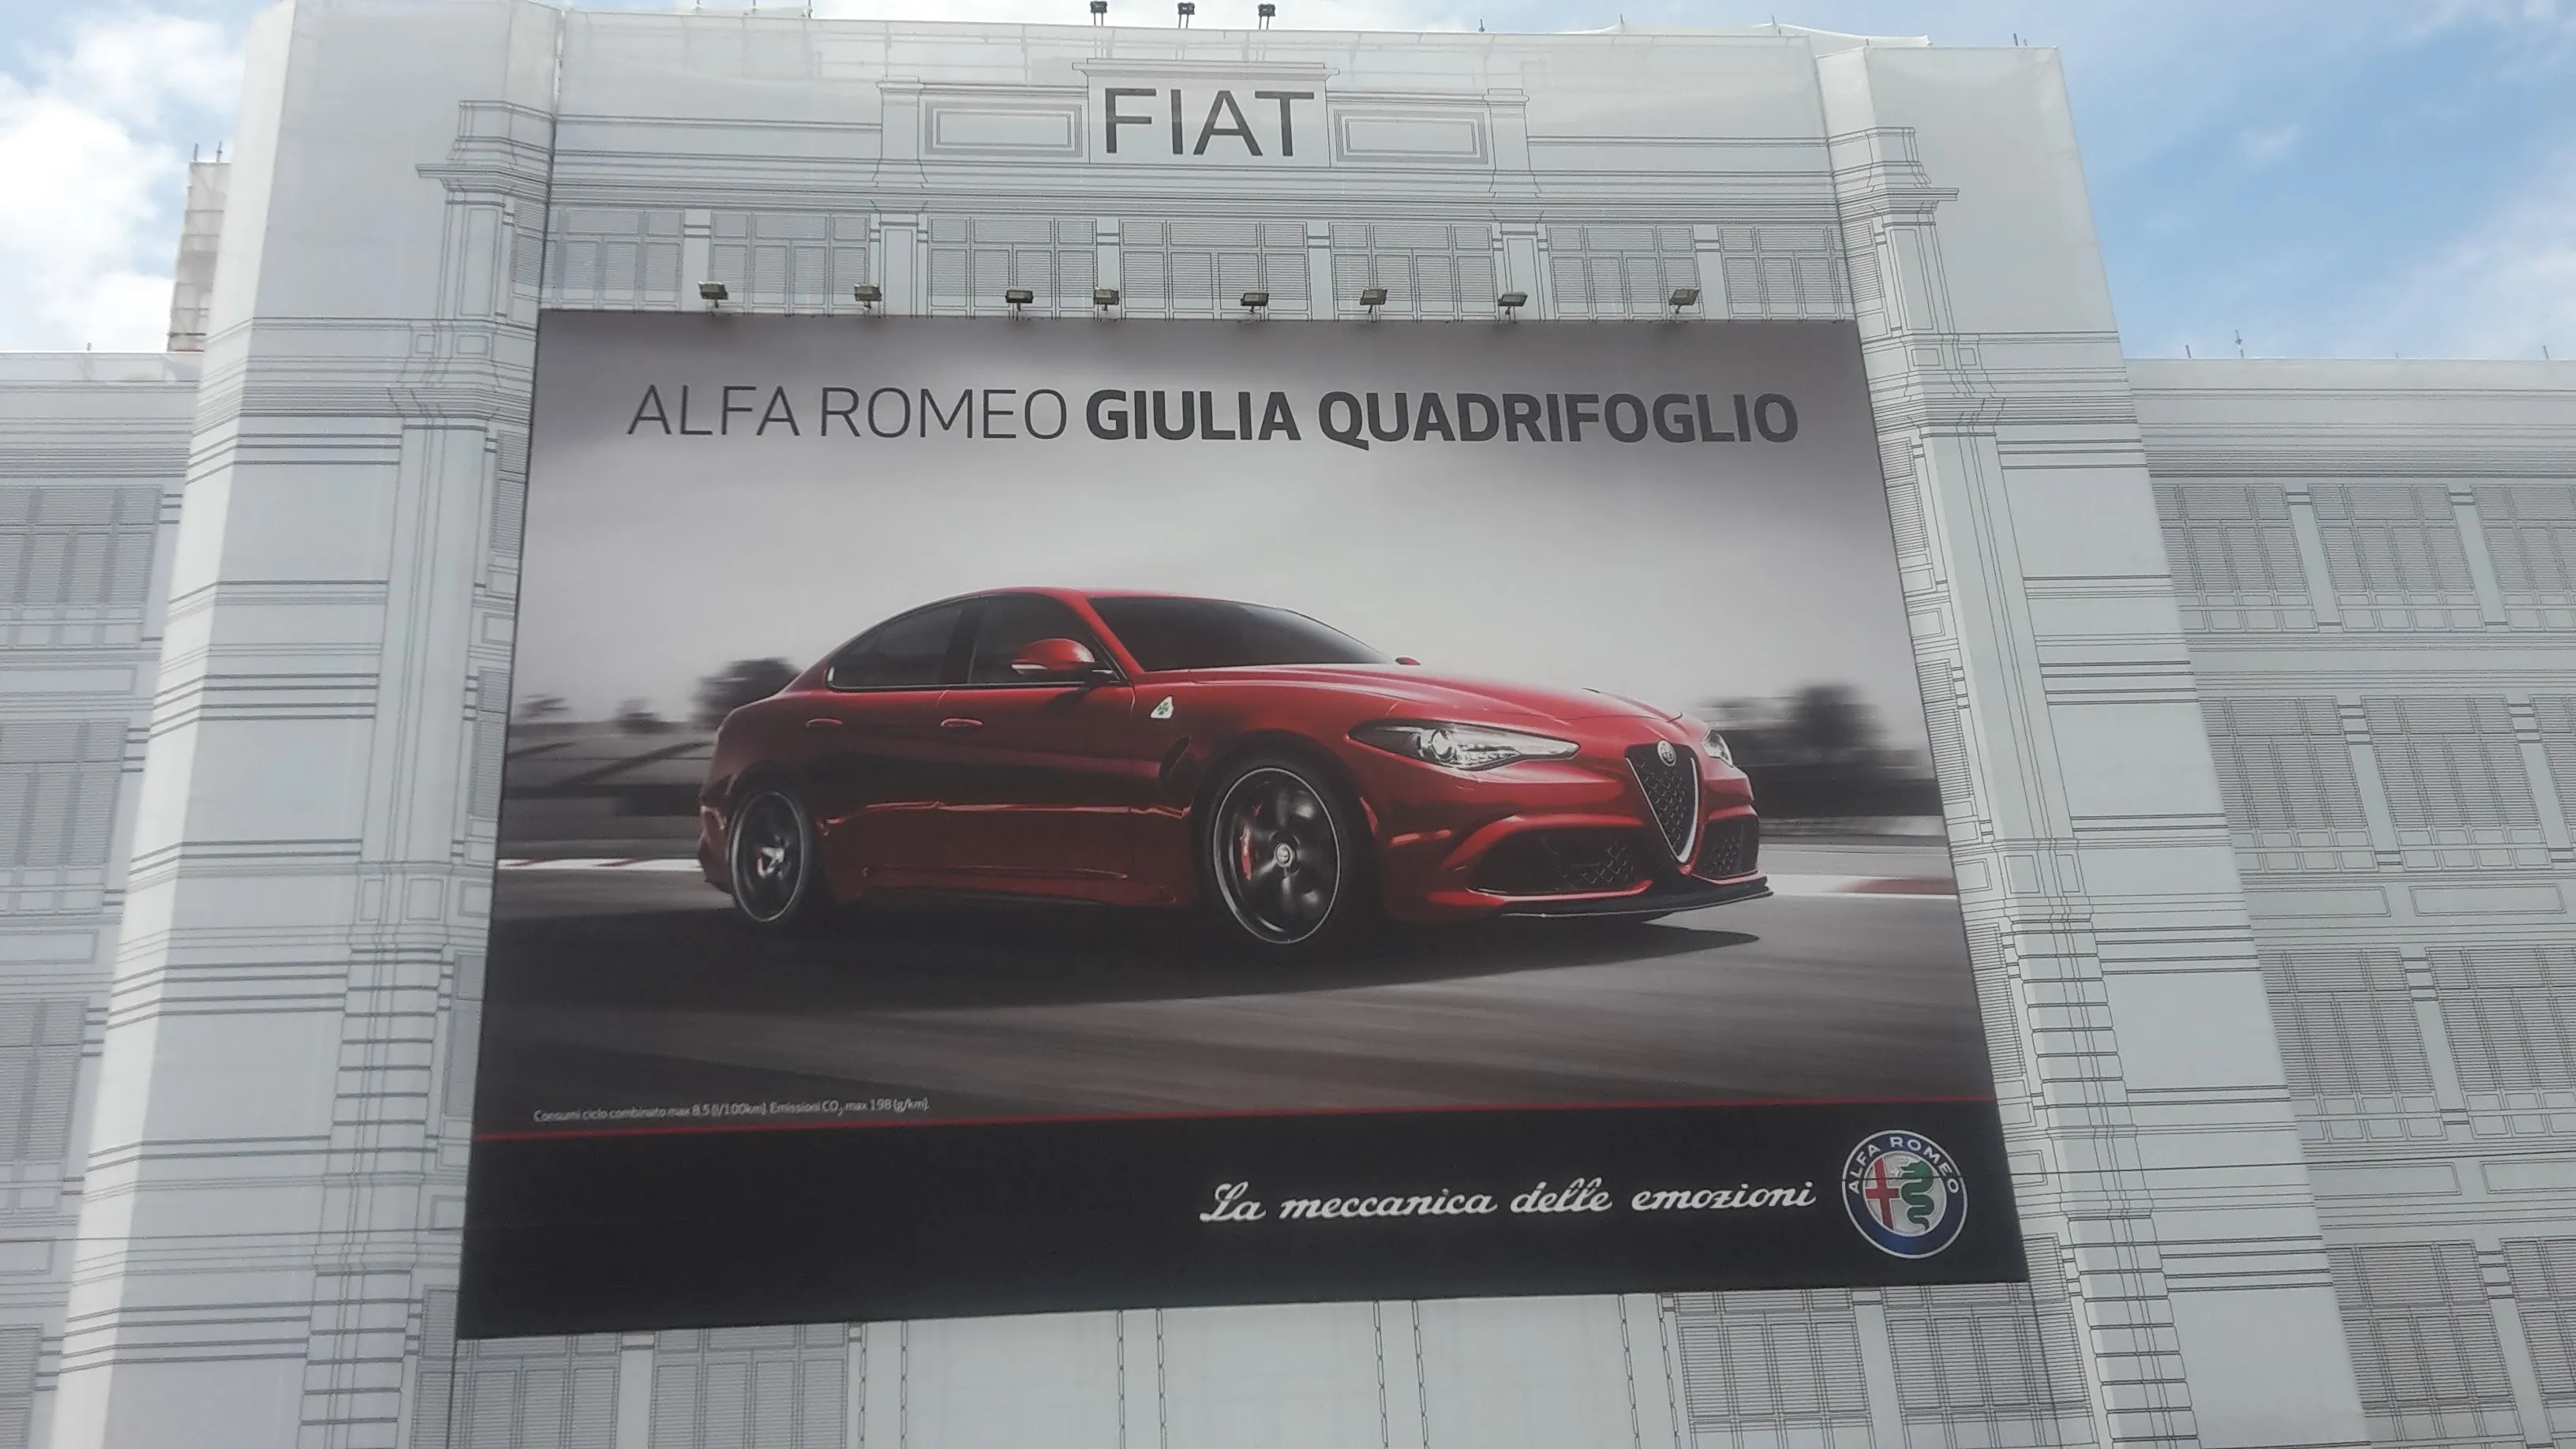 FIAT
ALFA ROMEO GIULIA QUADRIFOGLIO
Consumi ciclo combinato max 8.5 (l/100km). Emissioni CO₂ max 198 (g/km).
La meccanica delle emozioni
ALFA ROMEO